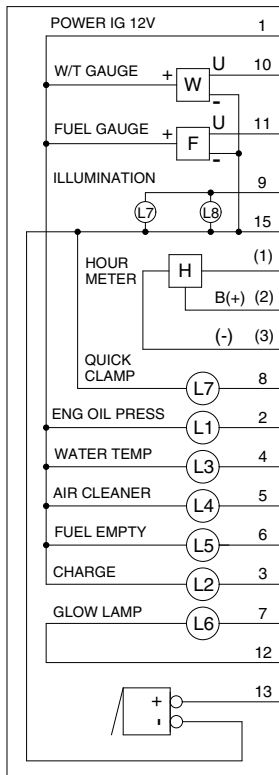 POWER IG 12V 1
W/T GAUGE + W U 10
-
FUEL GAUGE + F U 11
-
ILLUMINATION 9
L7 L8
15
HOUR METER H (1)
B(+) (2)
(-) (3)
QUICK CLAMP L7 8
ENG OIL PRESS L1 2
WATER TEMP L3 4
AIR CLEANER L4 5
FUEL EMPTY L5 6
CHARGE L2 3
GLOW LAMP L6 7
12
+ 13
-